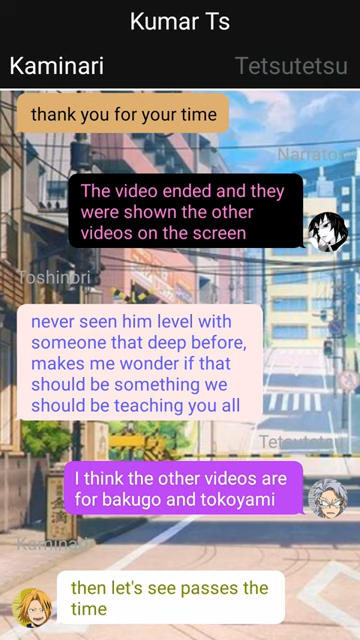 Kumar Ts
Kaminari
Tetsutetsu
thank you for your time
Narrator
The video ended and they
were shown the other
videos on the screen
Toshinori
never seen him level with
someone that deep before,
makes me wonder if that
should be something we
should be teaching you all
Tetsutetsu
I think the other videos are
for bakugo and tokoyami
Kaminari
then let's see passes the
time